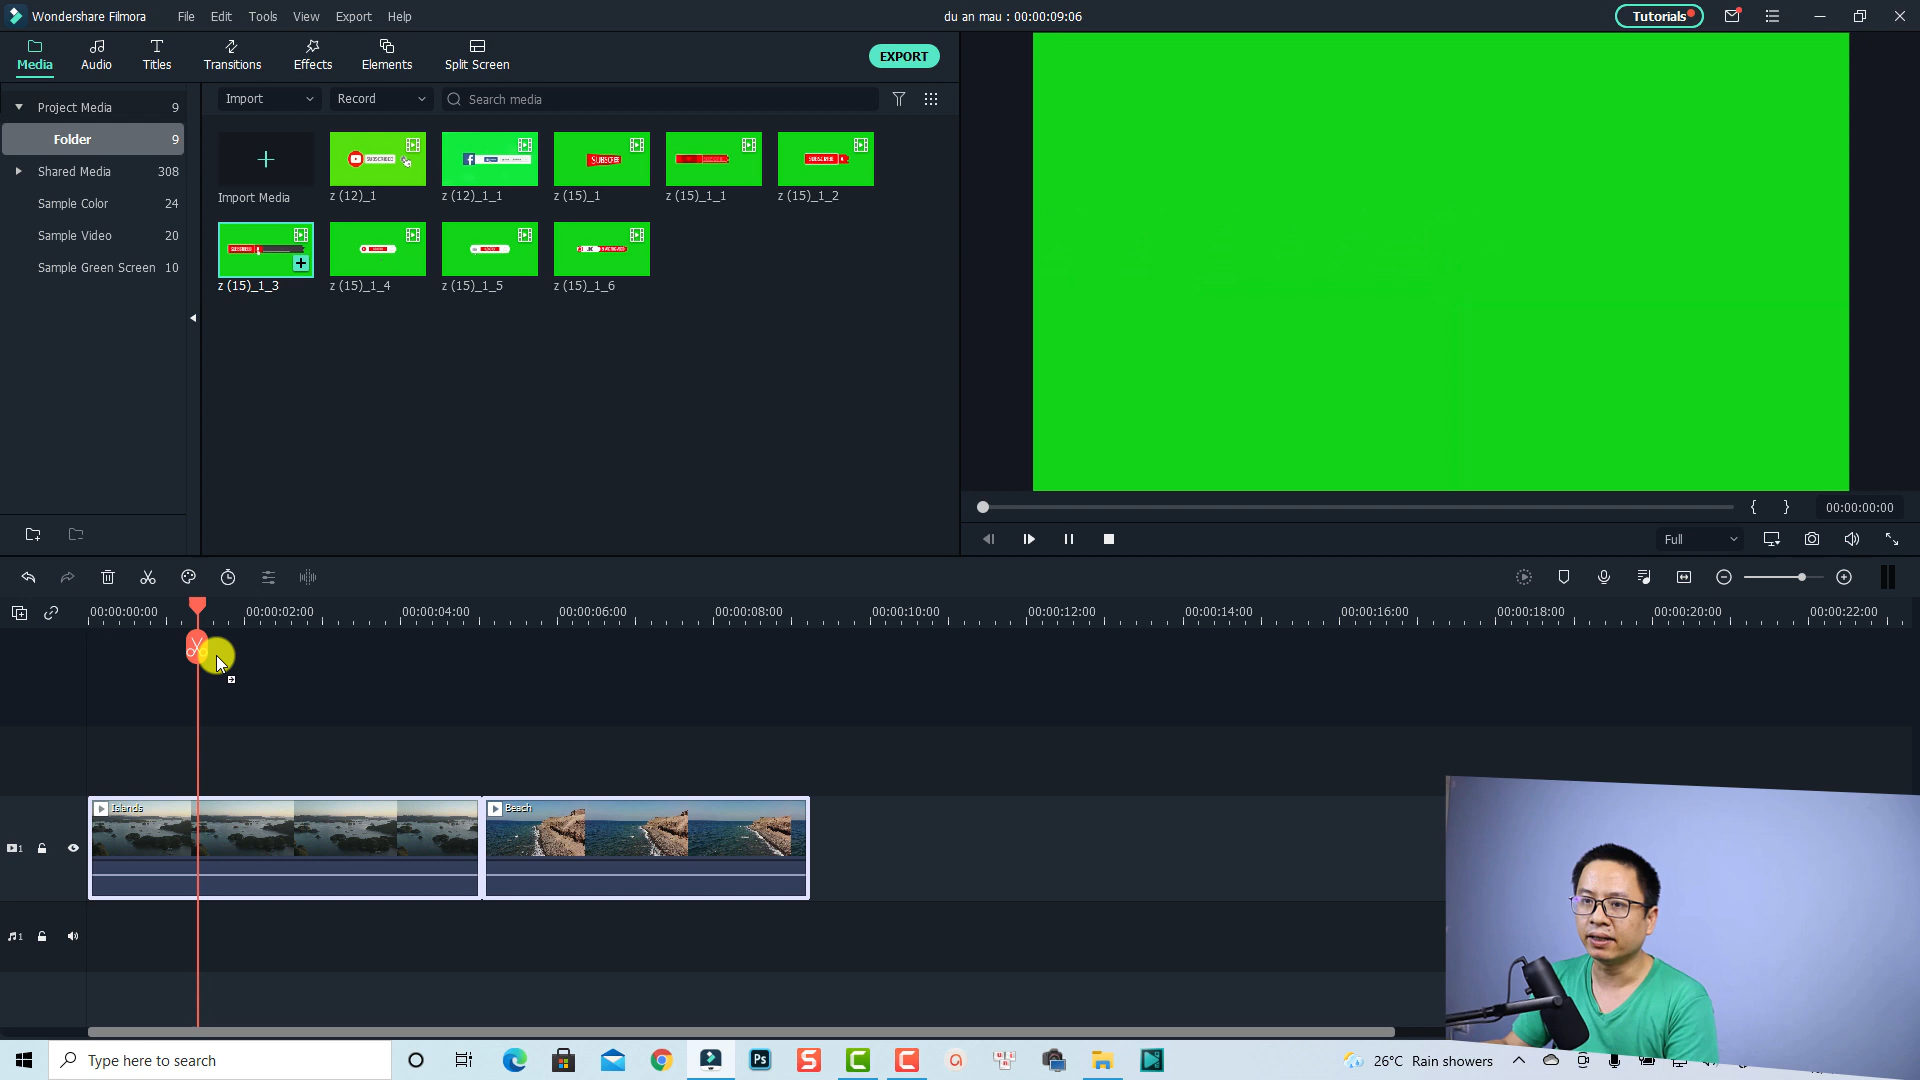 Wondershare Filmora File Edit Tools View Export Help du an mau : 00:00:09:06 Tutorials
Media Audio Titles Transitions Effects Elements Split Screen EXPORT
Project Media 9 Import Record Search media
Folder 9
Shared Media 308
Sample Color 24
Sample Video 20
Sample Green Screen 10
SUBSCRIBE
SUBSCRIBE
Import Media z (12)_1 z (12)_1_1 z (15)_1 z (15)_1_1 z (15)_1_2
z (15)_1_3 z (15)_1_4 z (15)_1_5 z (15)_1_6
{ } 00:00:00:00
Full
00:00:00:00 00:00:02:00 00:00:04:00 00:00:06:00 00:00:08:00 00:00:10:00 00:00:12:00 00:00:14:00 00:00:16:00 00:00:18:00 00:00:20:00 00:00:22:00
Islands Beach
1
1
Type here to search Ps S 26°C Rain showers